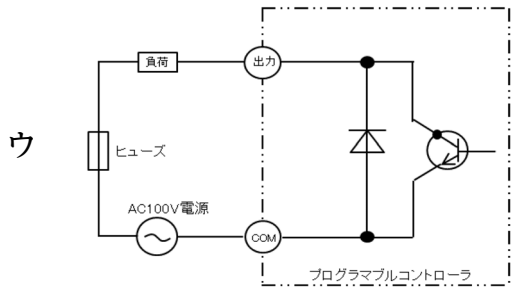 負荷
出力
ウ
ヒューズ
AC100V電源
COM
プログラマブルコントローラ